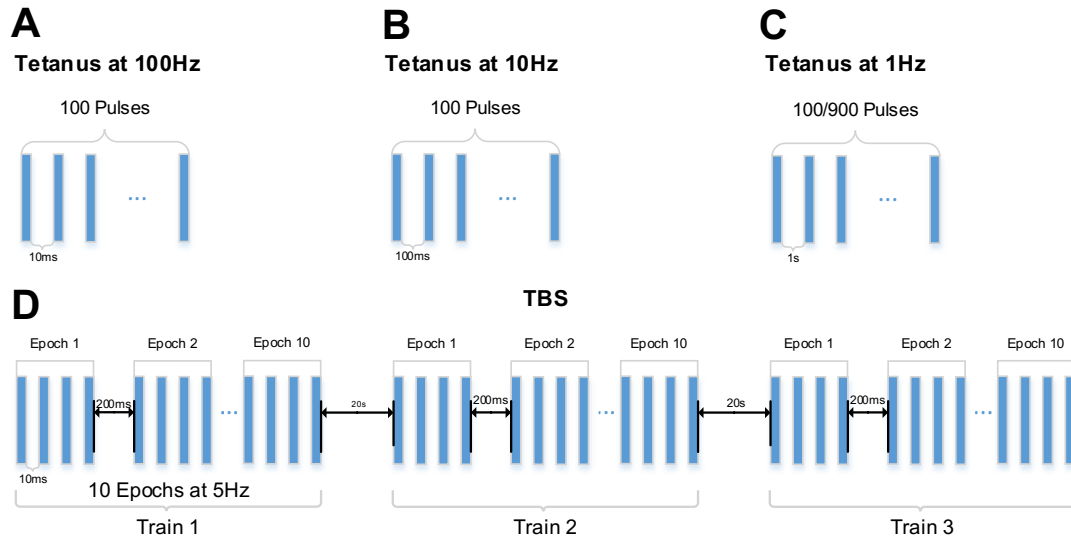 A
B
C
Tetanus at 100Hz
Tetanus at 10Hz
Tetanus at 1Hz
100 Pulses
100 Pulses
100/900 Pulses
...
...
...
10ms
100ms
1s
D
TBS
Epoch 1
Epoch 2
Epoch 10
Epoch 1
Epoch 2
Epoch 10
Epoch 1
Epoch 2
Epoch 10
200ms
...
20s
200ms
...
20s
200ms
...
10ms
10 Epochs at 5Hz
Train 1
Train 2
Train 3